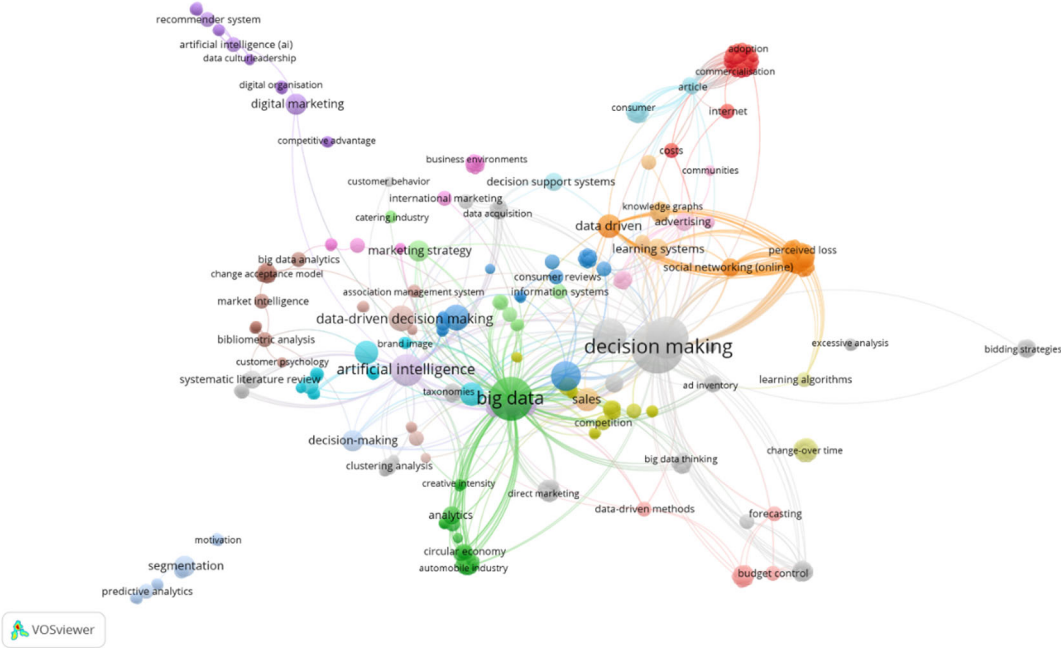 recommender system
artificial intelligence (ai)
data culturleadership
digital organisation
digital marketing
competitive advantage
adoption
commercialisation
article
consumer
internet
costs
communities
business environments
customer behavior
decision support systems
international marketing
data acquisition
catering industry
knowledge graphs
data driven
advertising
marketing strategy
learning systems
perceived loss
big data analytics
social networking (online)
change acceptance model
consumer reviews
association management system
information systems
market intelligence
data-driven decision making
bibliometric analysis
brand image
decision making
excessive analysis
bidding strategies
customer psychology
artificial intelligence
systematic literature review
learning algorithms
ad inventory
taxonomies
big data
sales
competition
decision-making
change-over time
big data thinking
clustering analysis
creative intensity
direct marketing
data-driven methods
analytics
forecasting
motivation
circular economy
segmentation
automobile industry
budget control
predictive analytics
VOSviewer